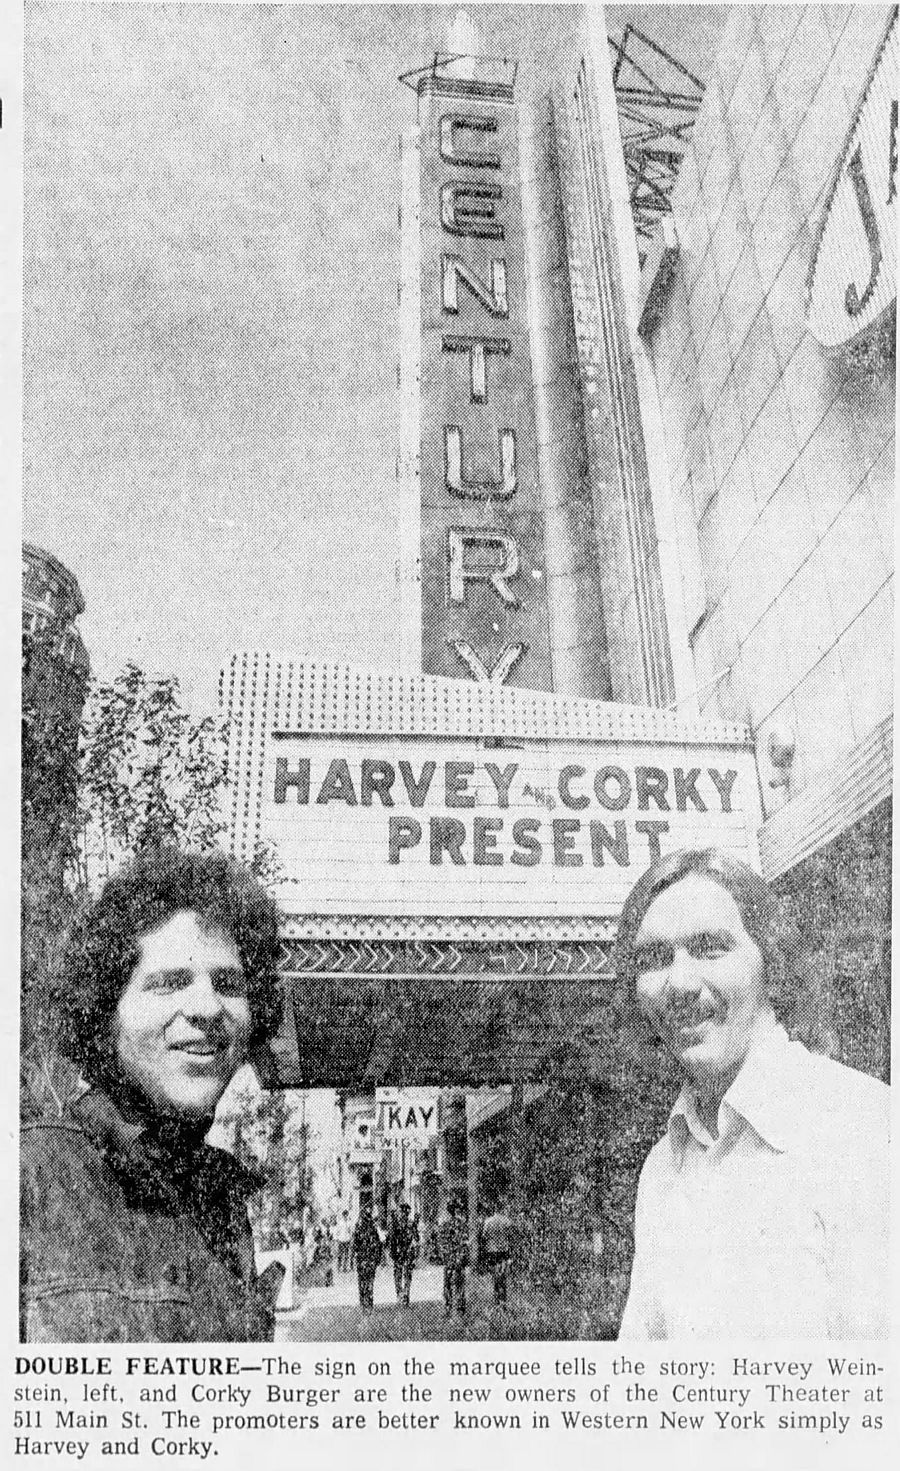 CENTURY
HARVEY AND CORKY
PRESENT
KAY
WIGS
DOUBLE FEATURE—The sign on the marquee tells the story: Harvey Wein-
stein, left, and Corky Burger are the new owners of the Century Theater at
511 Main St. The promoters are better known in Western New York simply as
Harvey and Corky.